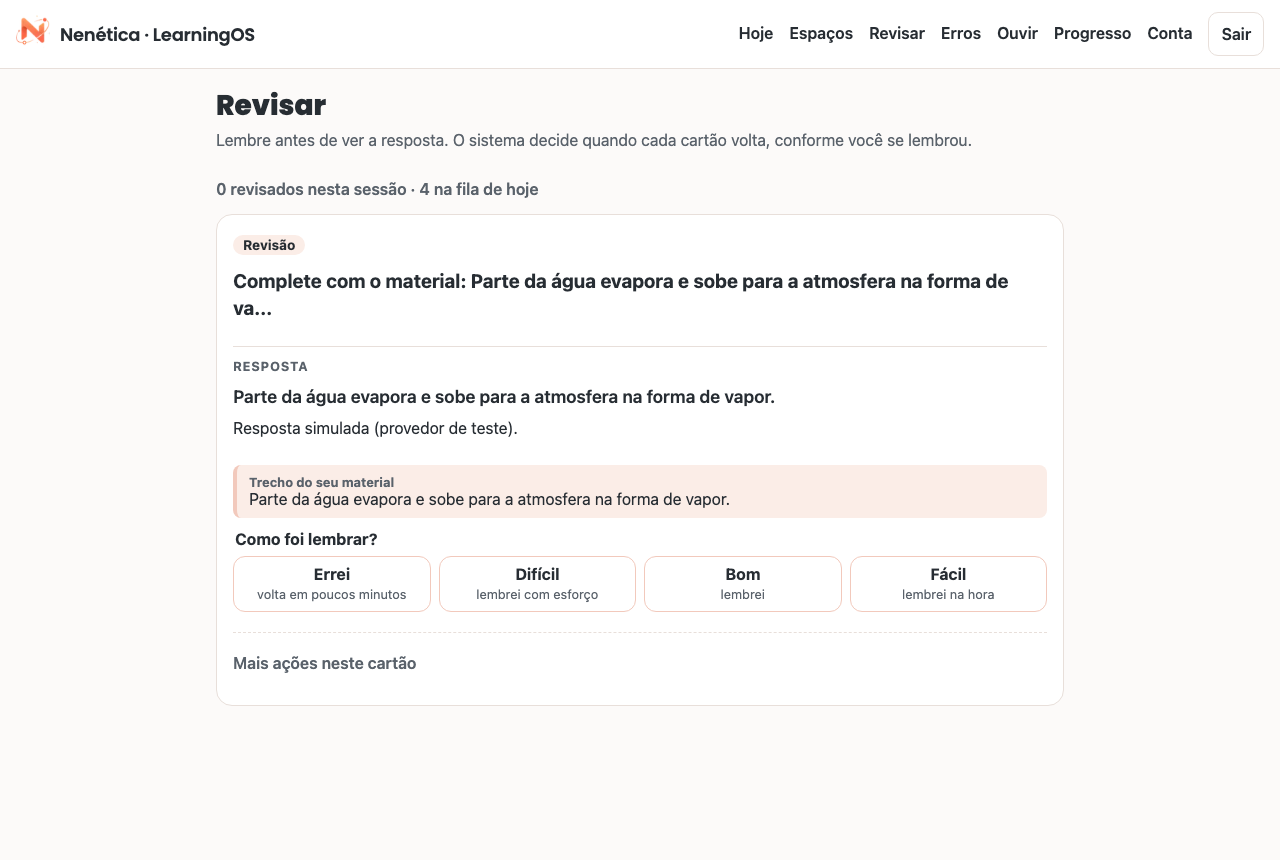 Nenética · LearningOS
Hoje
Espaços
Revisar
Erros
Ouvir
Progresso
Conta
Sair
Revisar
Lembre antes de ver a resposta. O sistema decide quando cada cartão volta, conforme você se lembrou.
0 revisados nesta sessão · 4 na fila de hoje
Revisão
Complete com o material: Parte da água evapora e sobe para a atmosfera na forma de
va...
RESPOSTA
Parte da água evapora e sobe para a atmosfera na forma de vapor.
Resposta simulada (provedor de teste).
Trecho do seu material
Parte da água evapora e sobe para a atmosfera na forma de vapor.
Como foi lembrar?
Errei
volta em poucos minutos
Difícil
lembrei com esforço
Bom
lembrei
Fácil
lembrei na hora
Mais ações neste cartão